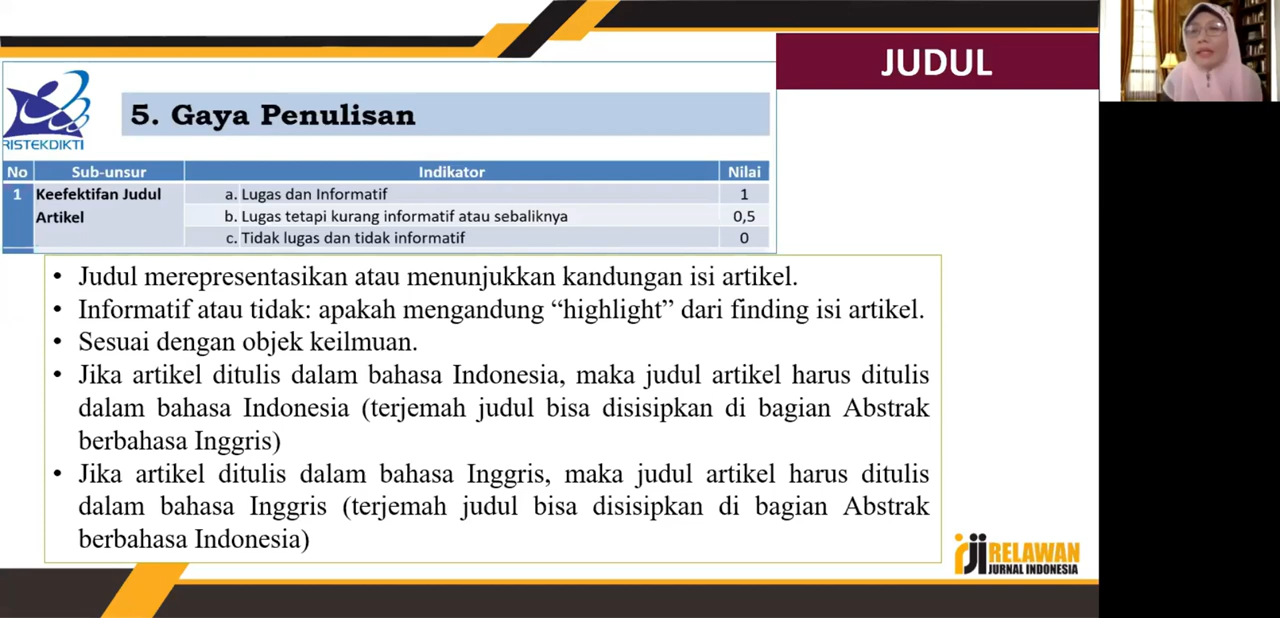 JUDUL
RISTEKDIKTI
5. Gaya Penulisan
No Sub-unsur Indikator Nilai
1 Keefektifan Judul Artikel a. Lugas dan Informatif 1
b. Lugas tetapi kurang informatif atau sebaliknya 0,5
c. Tidak lugas dan tidak informatif 0
• Judul merepresentasikan atau menunjukkan kandungan isi artikel.
• Informatif atau tidak: apakah mengandung “highlight” dari finding isi artikel.
• Sesuai dengan objek keilmuan.
• Jika artikel ditulis dalam bahasa Indonesia, maka judul artikel harus ditulis
dalam bahasa Indonesia (terjemah judul bisa disisipkan di bagian Abstrak
berbahasa Inggris)
• Jika artikel ditulis dalam bahasa Inggris, maka judul artikel harus ditulis
dalam bahasa Inggris (terjemah judul bisa disisipkan di bagian Abstrak
berbahasa Indonesia)
rji RELAWAN
JURNAL INDONESIA